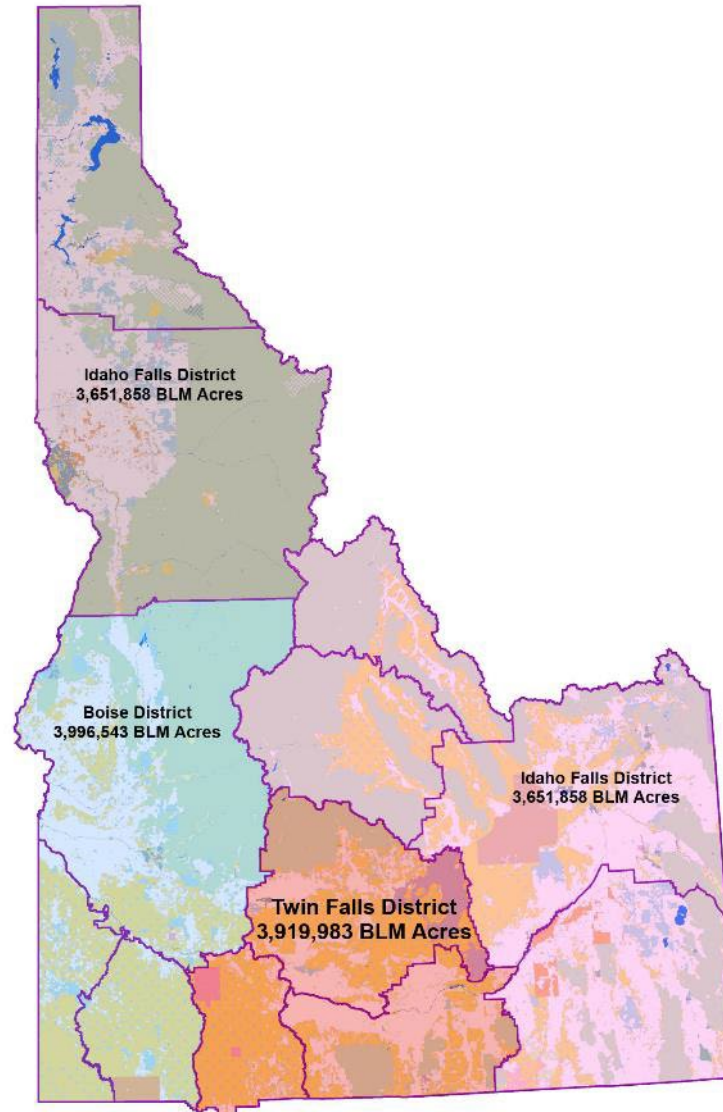 Idaho Falls District
3,651,858 BLM Acres
Boise District
3,996,543 BLM Acres
Idaho Falls District
3,651,858 BLM Acres
Twin Falls District
3,919,983 BLM Acres